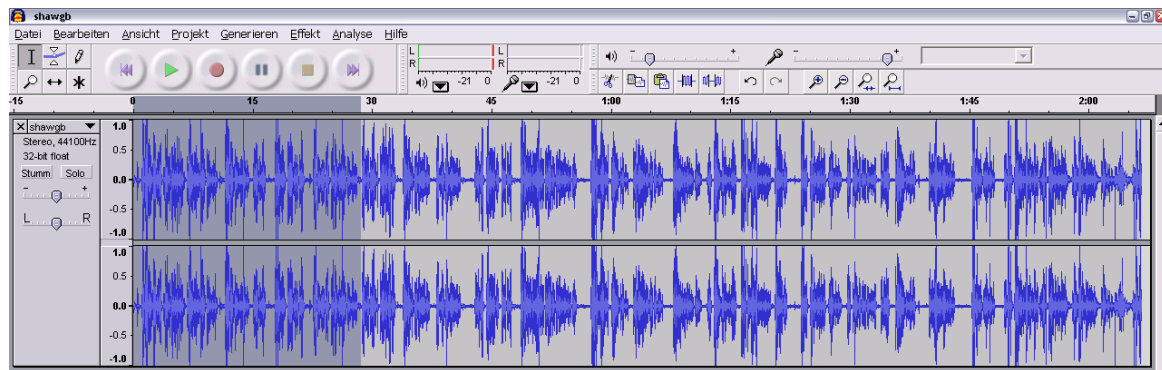 shawgb
Datei Bearbeiten Ansicht Projekt Generieren Effekt Analyse Hilfe
L L
R R
-21 0 -21 0
- + - +
-15 0 15 30 45 1:00 1:15 1:30 1:45 2:00
X shawgb
Stereo, 44100Hz
32-bit float
Stumm Solo
- +
L R
1.0
0.5
0.0
-0.5
-1.0
1.0
0.5
0.0
-0.5
-1.0